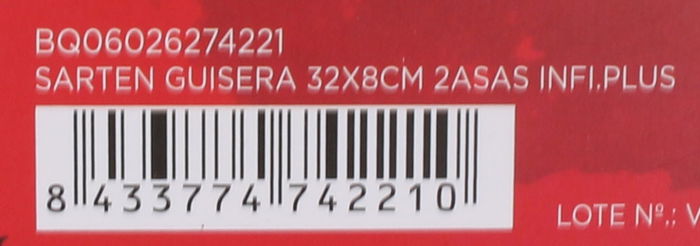 BQ06026274221
SARTEN GUISERA 32X8CM 2ASAS INFI.PLUS
8 433774 742210
LOTE Nº.: V